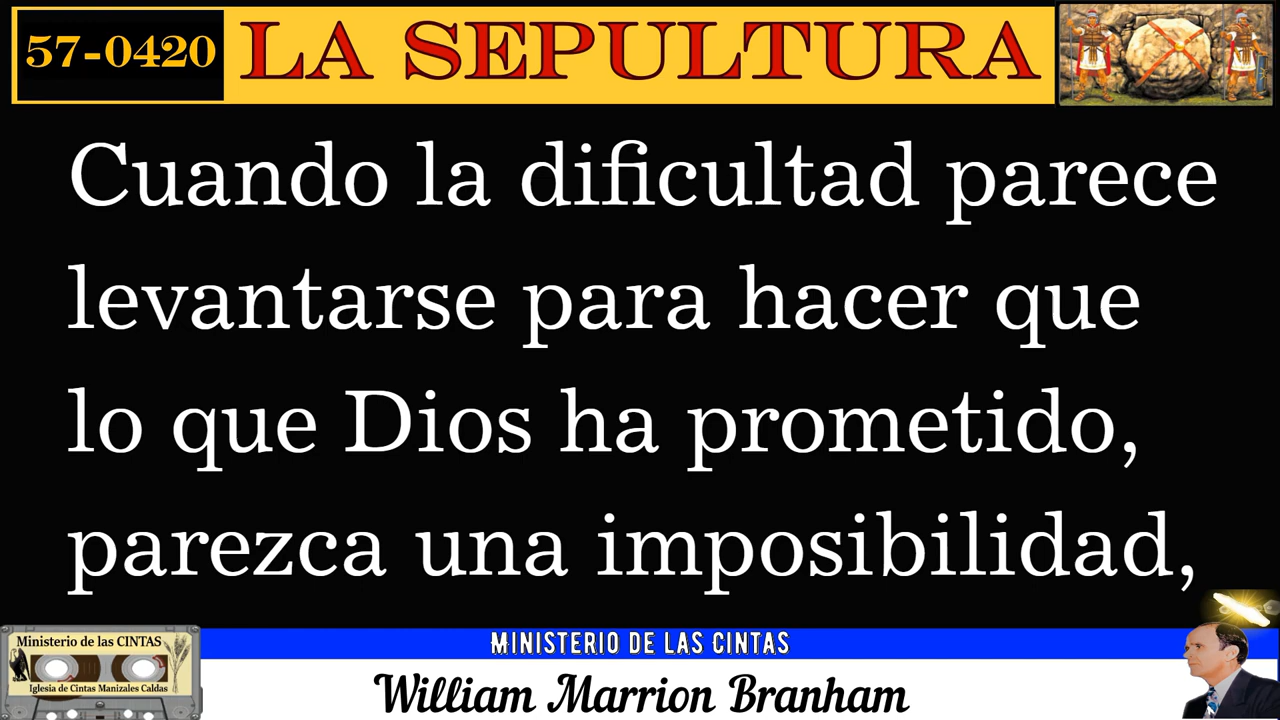 57-0420
LA SEPULTURA
Cuando la dificultad parece
levantarse para hacer que
lo que Dios ha prometido,
parezca una imposibilidad,
MINISTERIO DE LAS CINTAS
Ministerio de las CINTAS
Iglesia de Cintas Manizales Caldas
William Marrion Branham